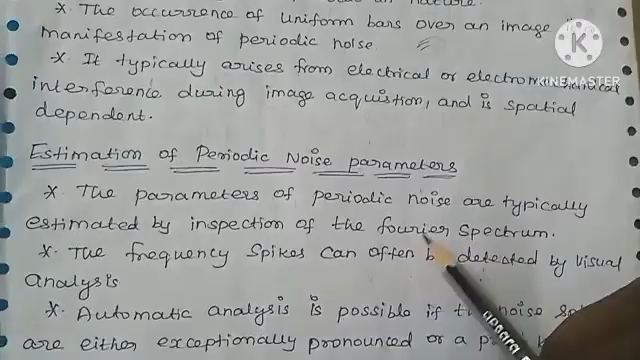 nature.
*. The occurrence of uniform bars over an image
manifestation of periodic noise.
*. It typically arises from electrical or
interference during image acquistion, and is spatial
dependent.
KINEMASTER
Estimation of Periodic Noise parameters
*. The parameters of periodic noise are typically
estimated by inspection of the fourier spectrum.
*. The frequency spikes can often detected by visual
analysis
*. Automatic analysis is possible if noise
are either exceptionally pronounced or a
apsara